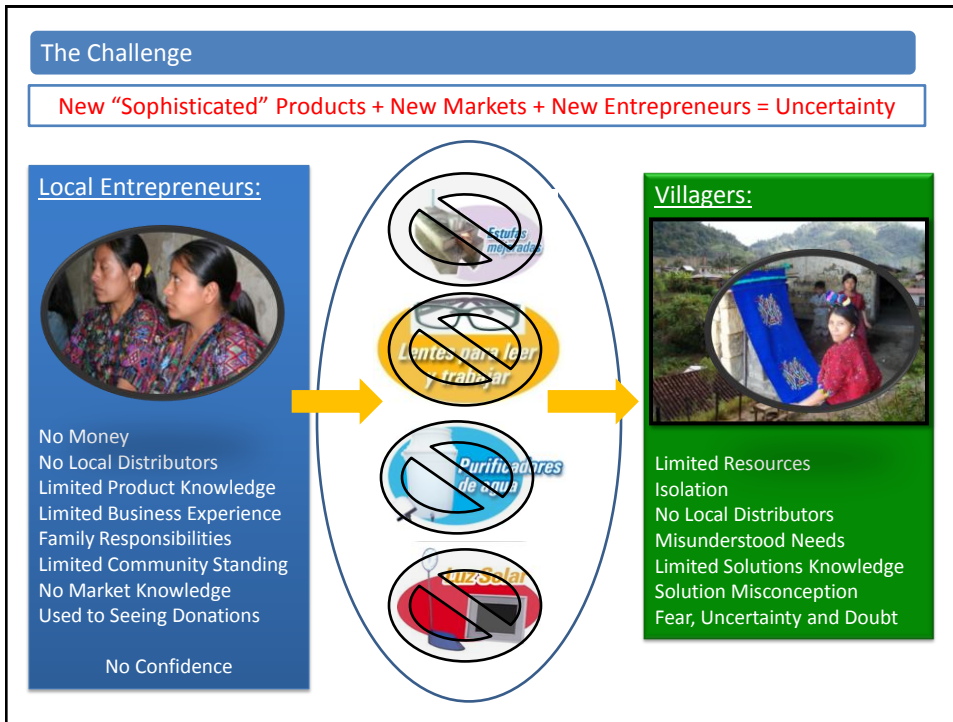 The Challenge
New “Sophisticated” Products + New Markets + New Entrepreneurs = Uncertainty
Local Entrepreneurs:
No Money
No Local Distributors
Limited Product Knowledge
Limited Business Experience
Family Responsibilities
Limited Community Standing
No Market Knowledge
Used to Seeing Donations
No Confidence
Estufas
mejoradas
Lentes para leer
y trabajar
Purificadores
de agua
Luz Solar
Villagers:
Limited Resources
Isolation
No Local Distributors
Misunderstood Needs
Limited Solutions Knowledge
Solution Misconception
Fear, Uncertainty and Doubt